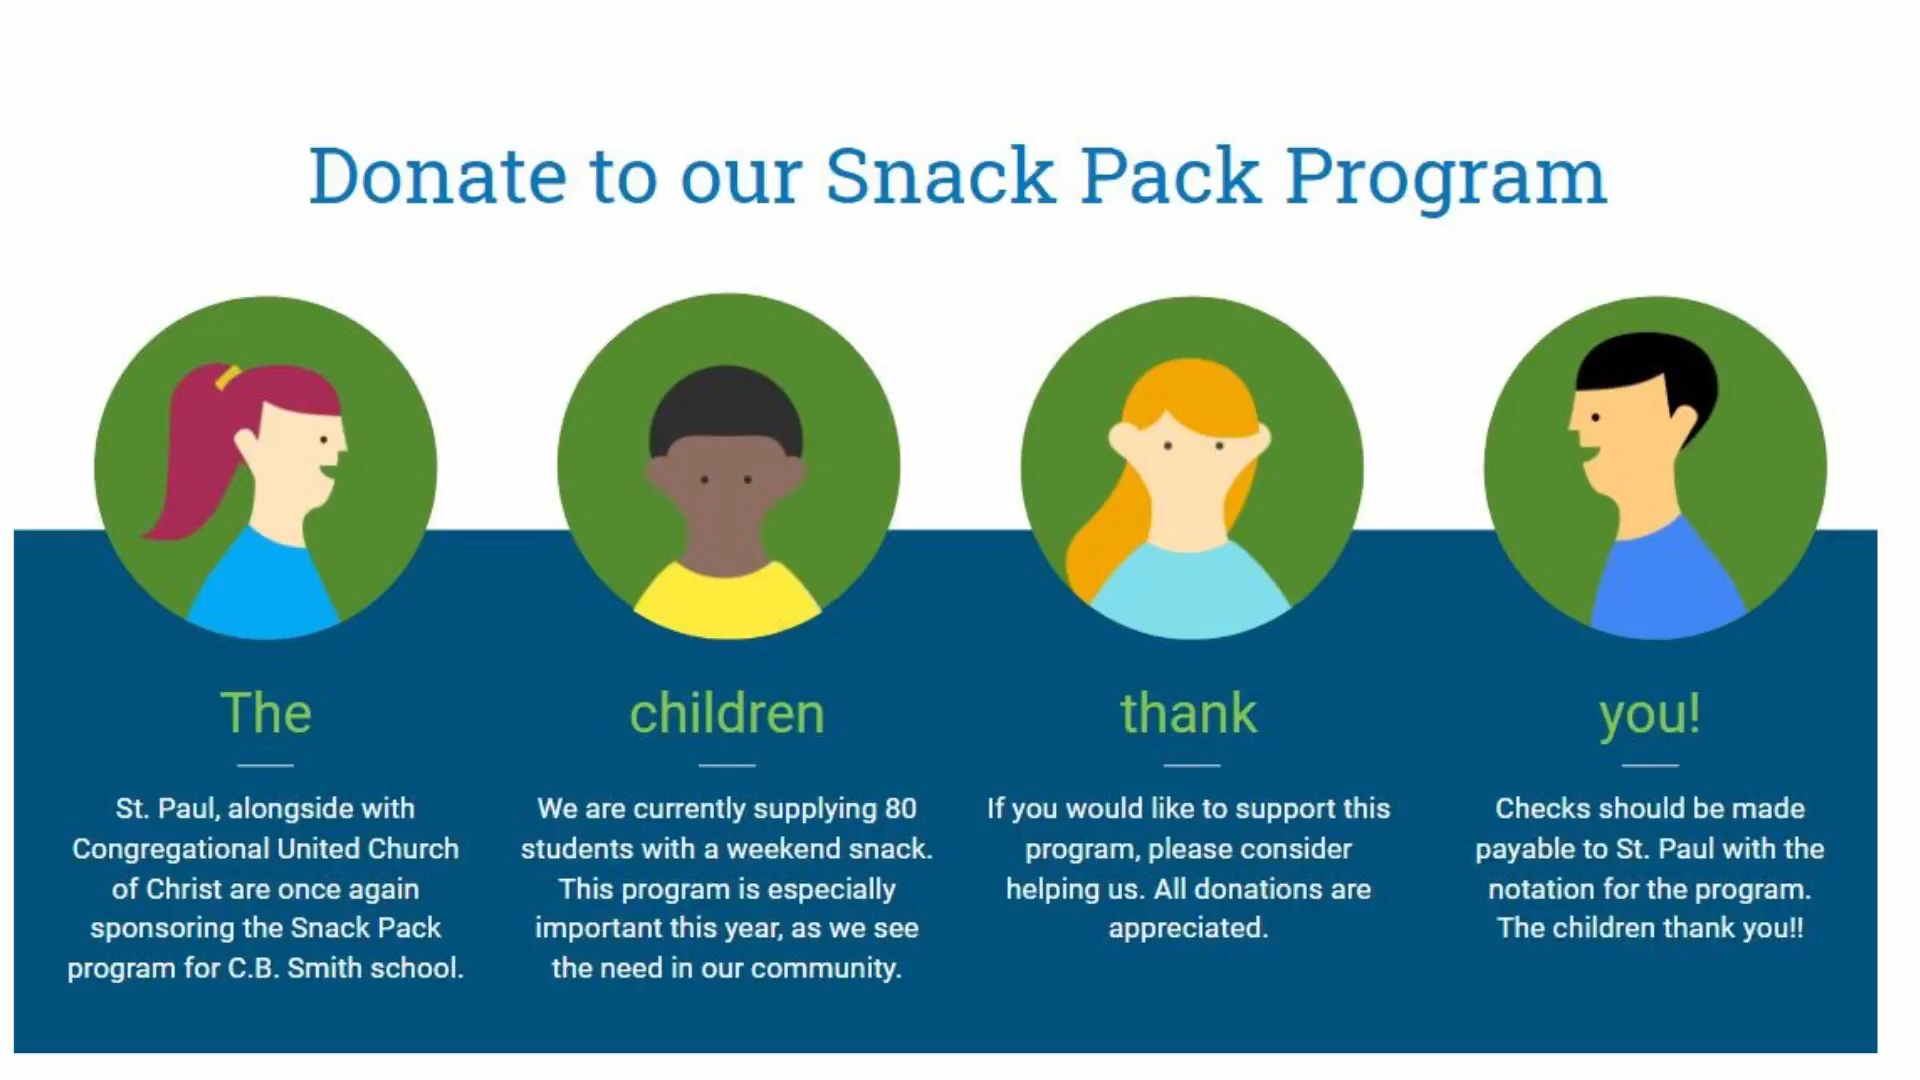 Donate to our Snack Pack Program
The
St. Paul, alongside with
Congregational United Church
of Christ are once again
sponsoring the Snack Pack
program for C.B. Smith school.
children
We are currently supplying 80
students with a weekend snack.
This program is especially
important this year, as we see
the need in our community.
thank
If you would like to support this
program, please consider
helping us. All donations are
appreciated.
you!
Checks should be made
payable to St. Paul with the
notation for the program.
The children thank you!!